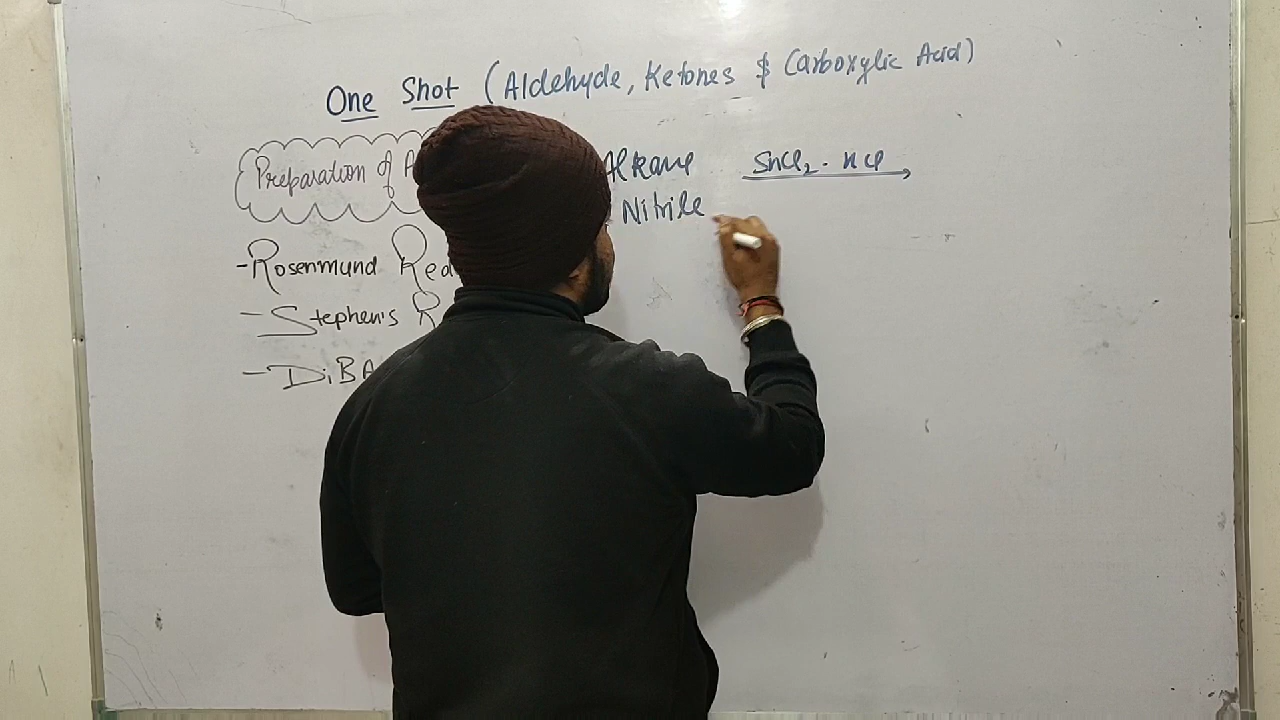 One Shot (Aldehyde, Ketones & Carboxylic Acid)
Preparation of
Alkane SnCl2 . HCl
Nitrile
- Rosenmund Red
- Stephen's R
- DiBA